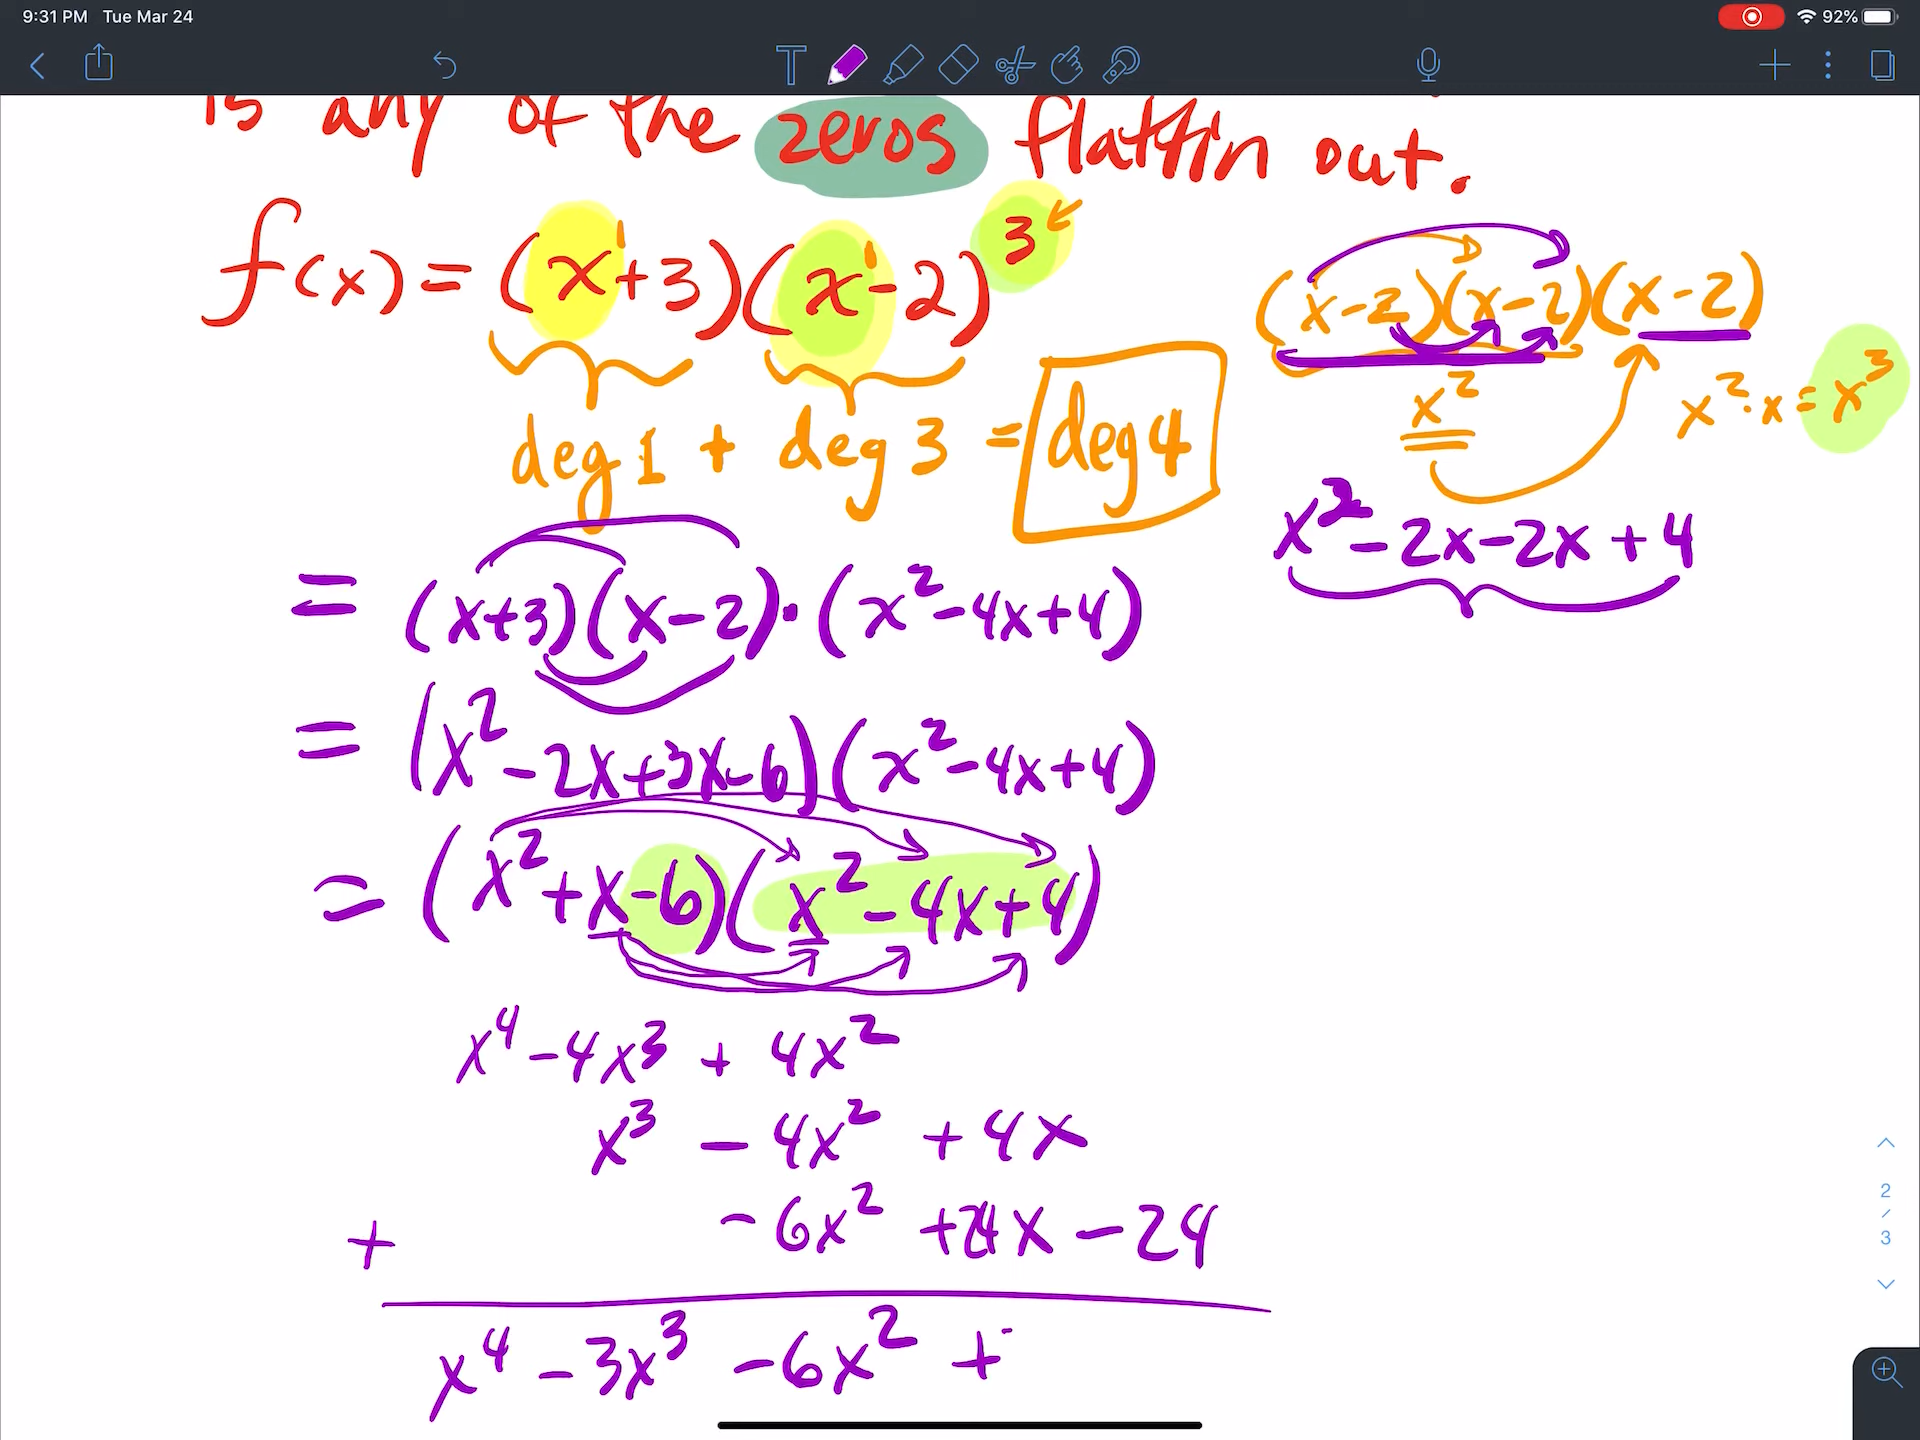 9:31 PM Tue Mar 24
92%
T
is any of the zeros flattin out.
f(x) = (x¹+3)(x¹-2)³
(x-2)(x-2)(x-2)
x²
x²·x = x³
deg 1 + deg 3 = deg 4
x²-2x-2x+4
= (x+3)(x-2)·(x²-4x+4)
= (x²-2x+3x-6)(x²-4x+4)
= (x²+x-6)(x²-4x+4)
x⁴-4x³ + 4x²
x³ - 4x² + 4x
+ -6x² +24x - 24
x⁴ - 3x³ - 6x² +
2
/
3